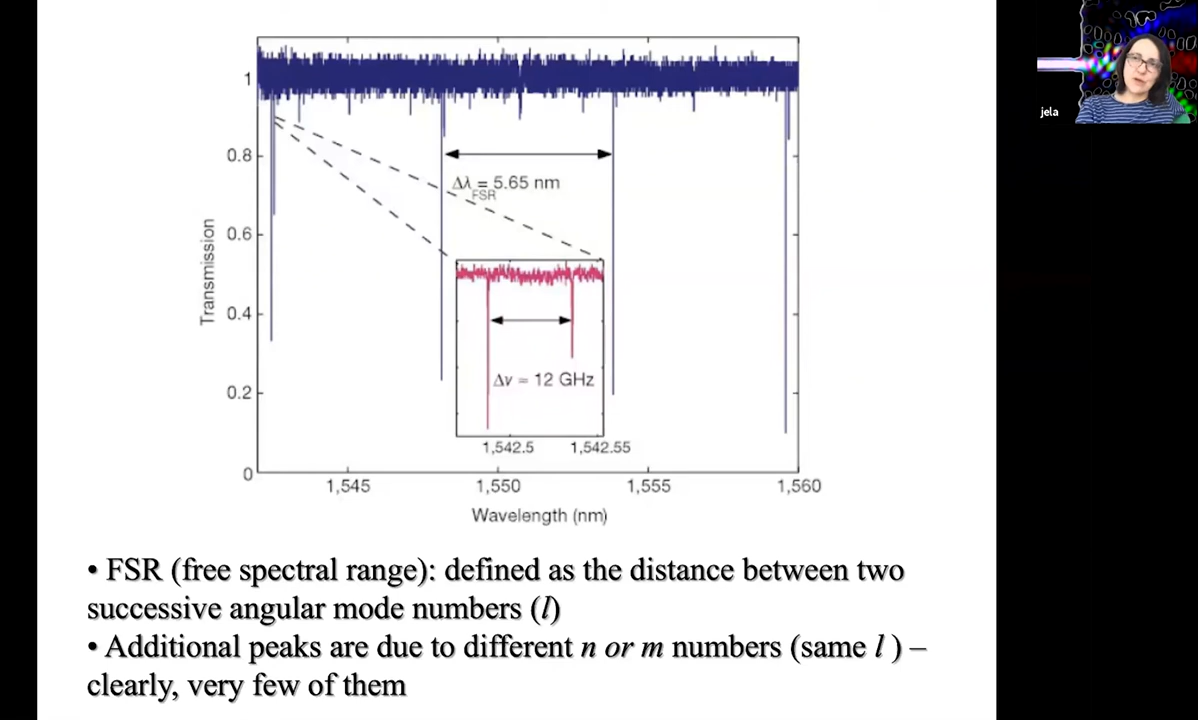 1
0.8
0.6
0.4
0.2
0
Transmission
Δλ = 5.65 nm
FSR
Δν = 12 GHz
1,542.5 1,542.55
1,545 1,550 1,555 1,560
Wavelength (nm)
• FSR (free spectral range): defined as the distance between two
successive angular mode numbers (l)
• Additional peaks are due to different n or m numbers (same l ) –
clearly, very few of them
jela